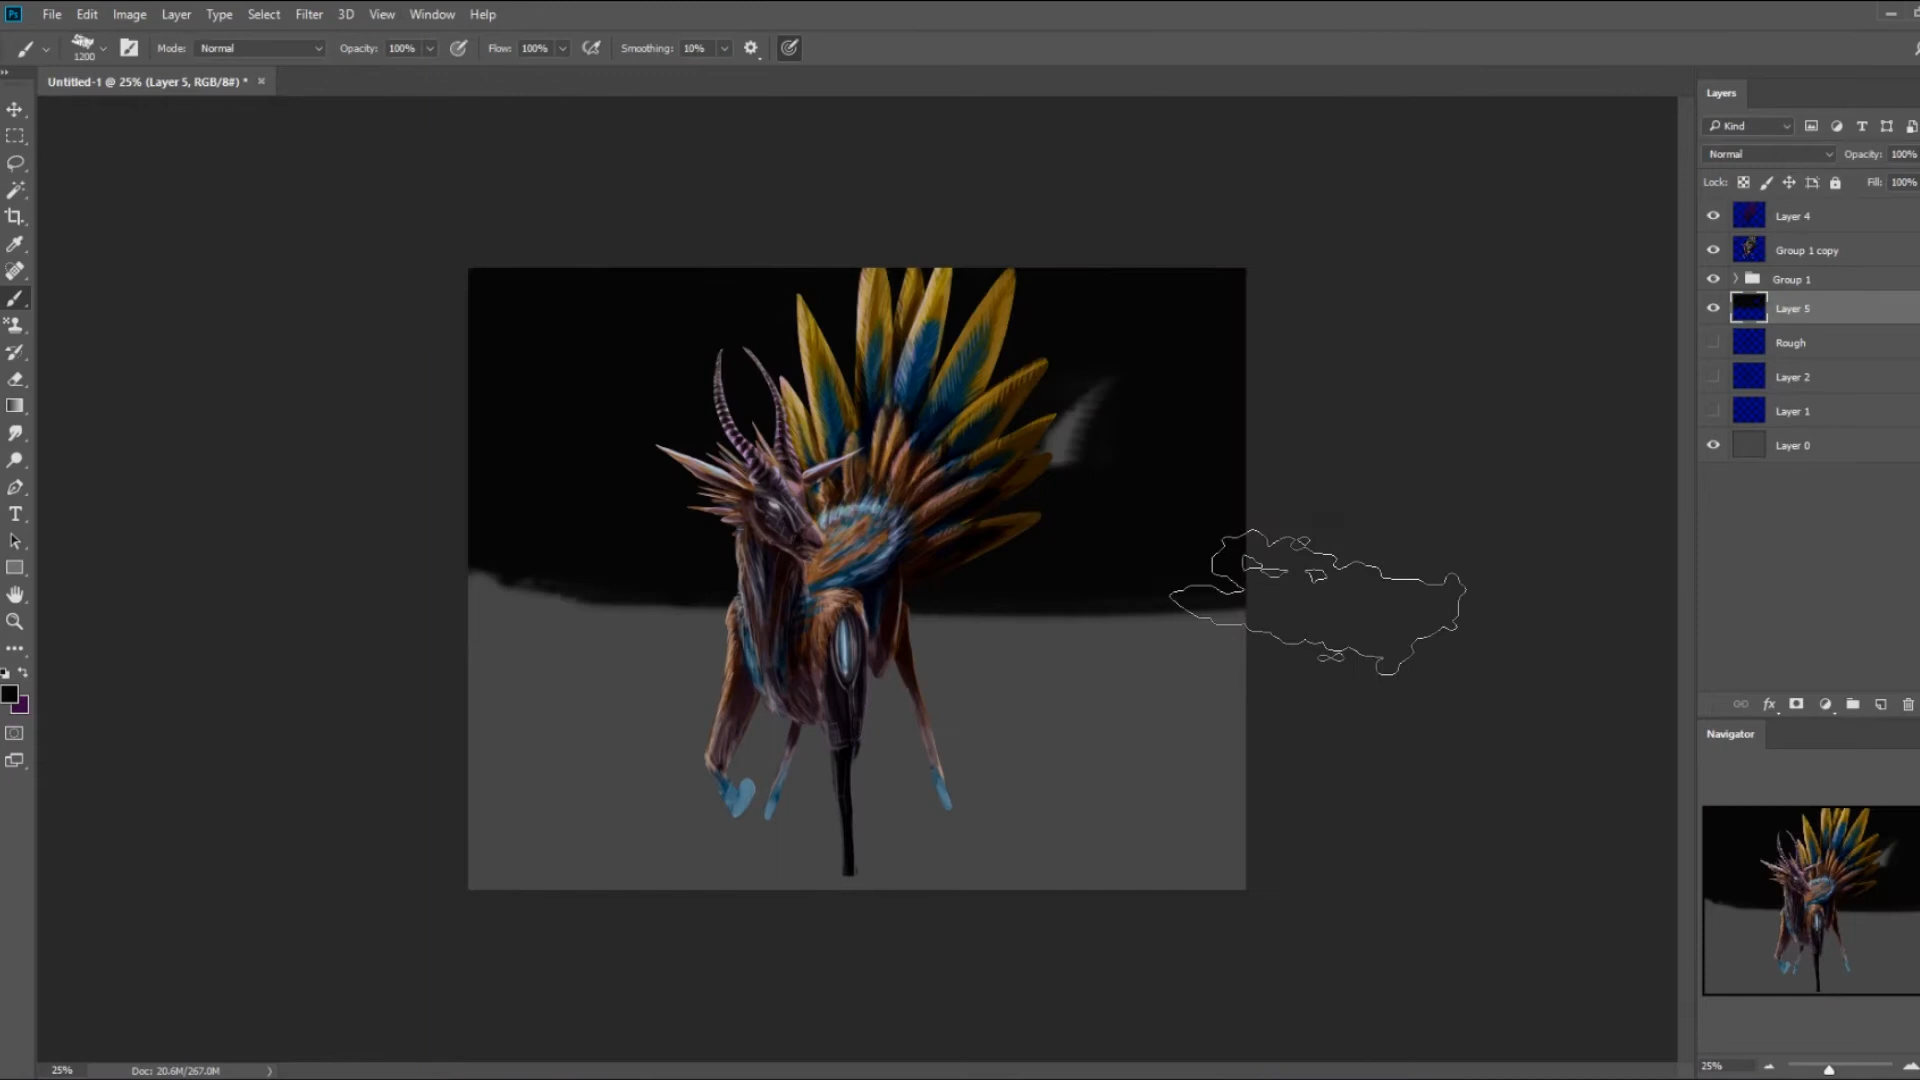 Ps File Edit Image Layer Type Select Filter 3D View Window Help
1200 Mode: Normal Opacity: 100% Flow: 100% Smoothing: 10%
Untitled-1 @ 25% (Layer 5, RGB/8#) * ×
Layers
Kind
Normal Opacity: 100%
Lock: Fill: 100%
Layer 4
Group 1 copy
Group 1
Layer 5
Rough
Layer 2
Layer 1
Layer 0
fx
Navigator
25%
25% Doc: 20.6M/267.0M